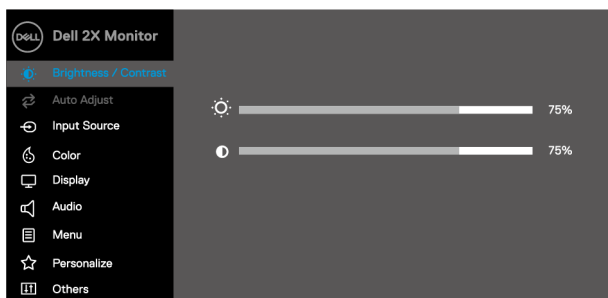 DELL Dell 2X Monitor
Brightness / Contrast
Auto Adjust
Input Source
Color
Display
Audio
Menu
Personalize
Others
75%
75%